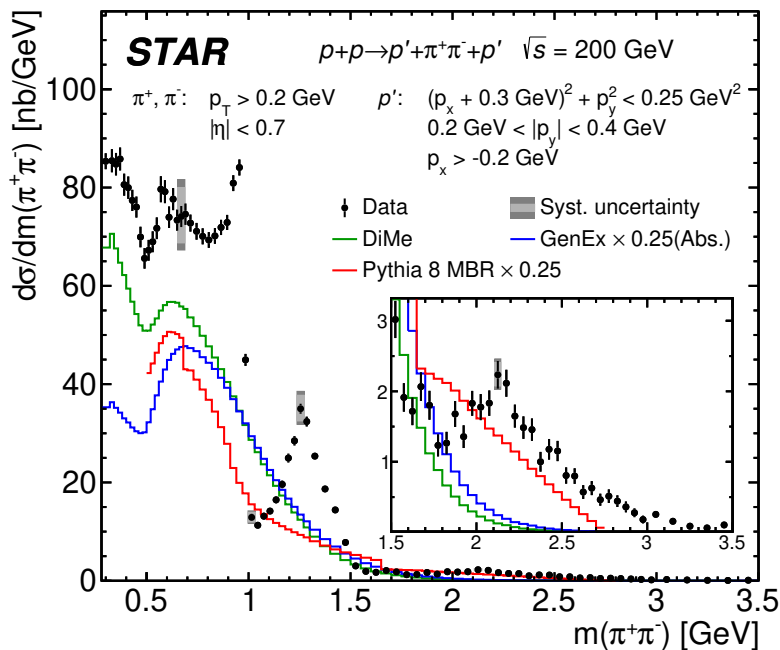 STAR
p+p→p'+π⁺π⁻+p' √s = 200 GeV
π⁺, π⁻: p_T > 0.2 GeV
|η| < 0.7
p': (p_x + 0.3 GeV)² + p_y² < 0.25 GeV²
0.2 GeV < |p_y| < 0.4 GeV
p_x > -0.2 GeV
Data
Syst. uncertainty
DiMe
GenEx × 0.25(Abs.)
Pythia 8 MBR × 0.25
dσ/dm(π⁺π⁻) [nb/GeV]
100
80
60
40
20
0
3
2
1
1.5 2 2.5 3 3.5
0.5 1 1.5 2 2.5 3 3.5
m(π⁺π⁻) [GeV]